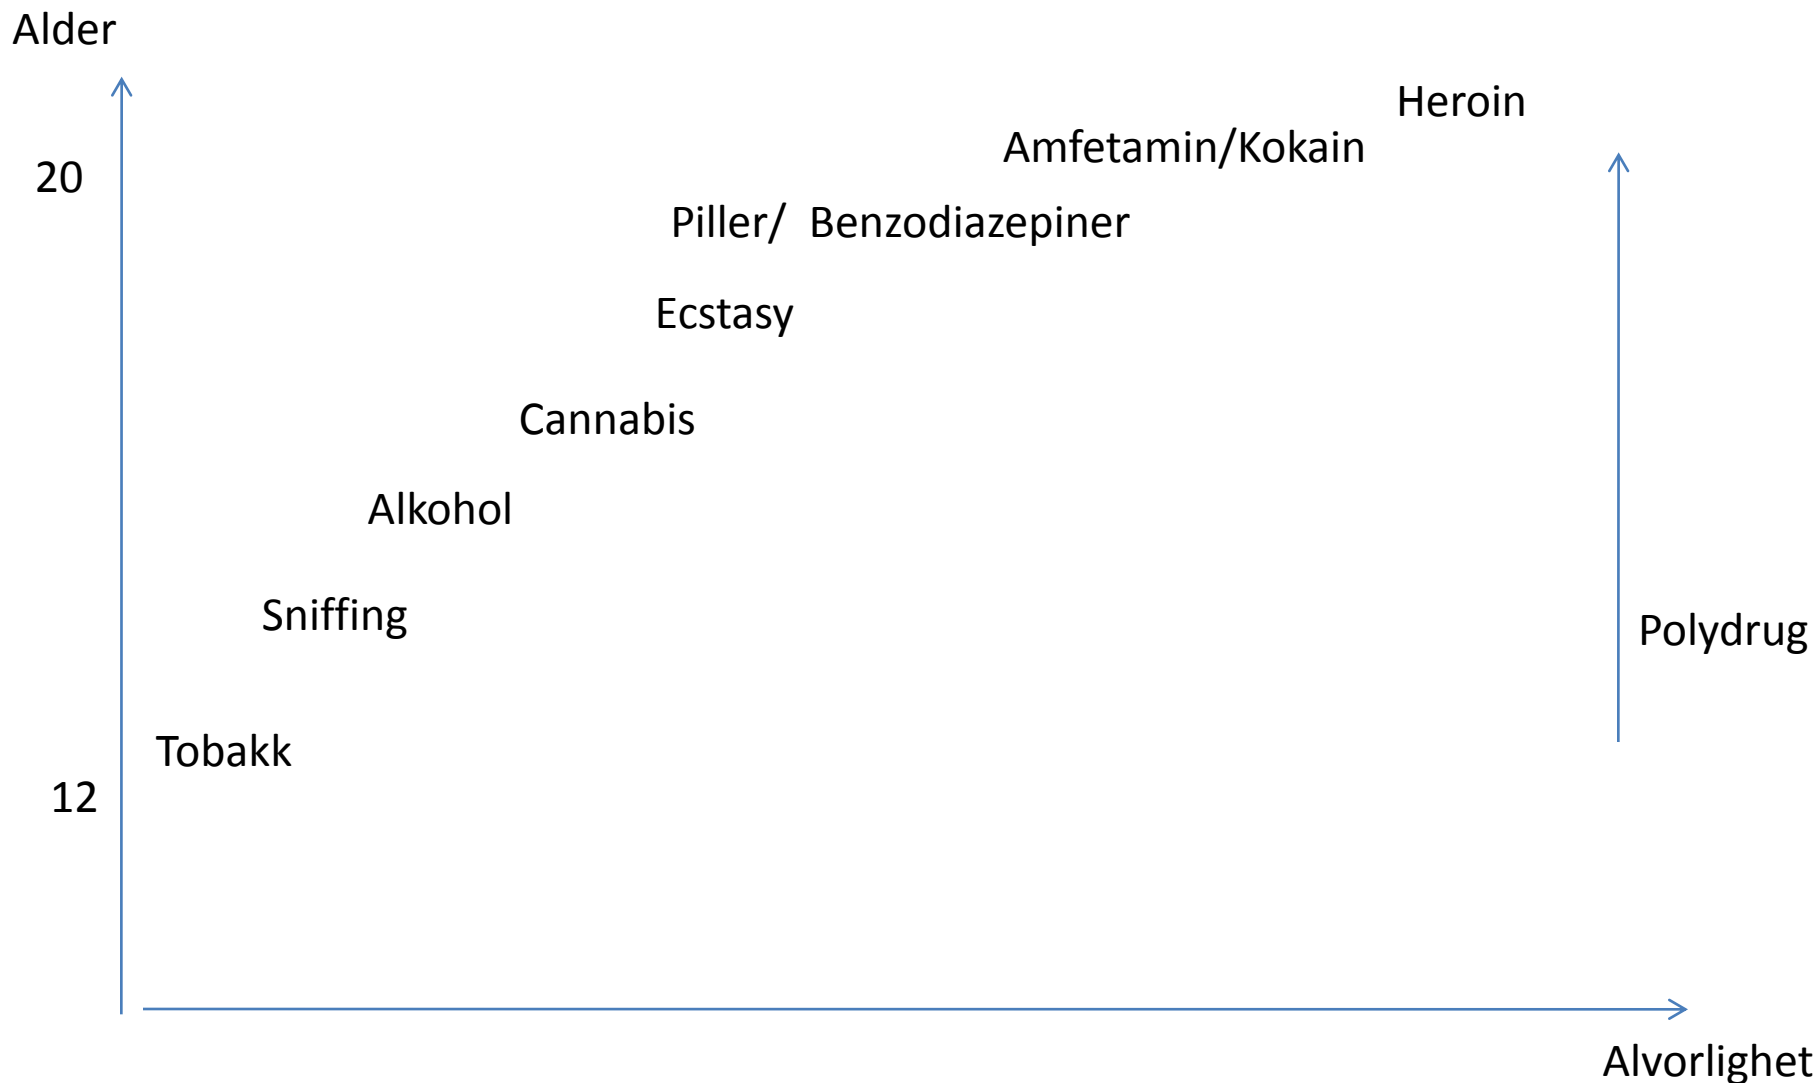 Alder
Heroin
Amfetamin/Kokain
20
Piller/ Benzodiazepiner
Ecstasy
Cannabis
Alkohol
Sniffing
Polydrug
Tobakk
12
Alvorlighet